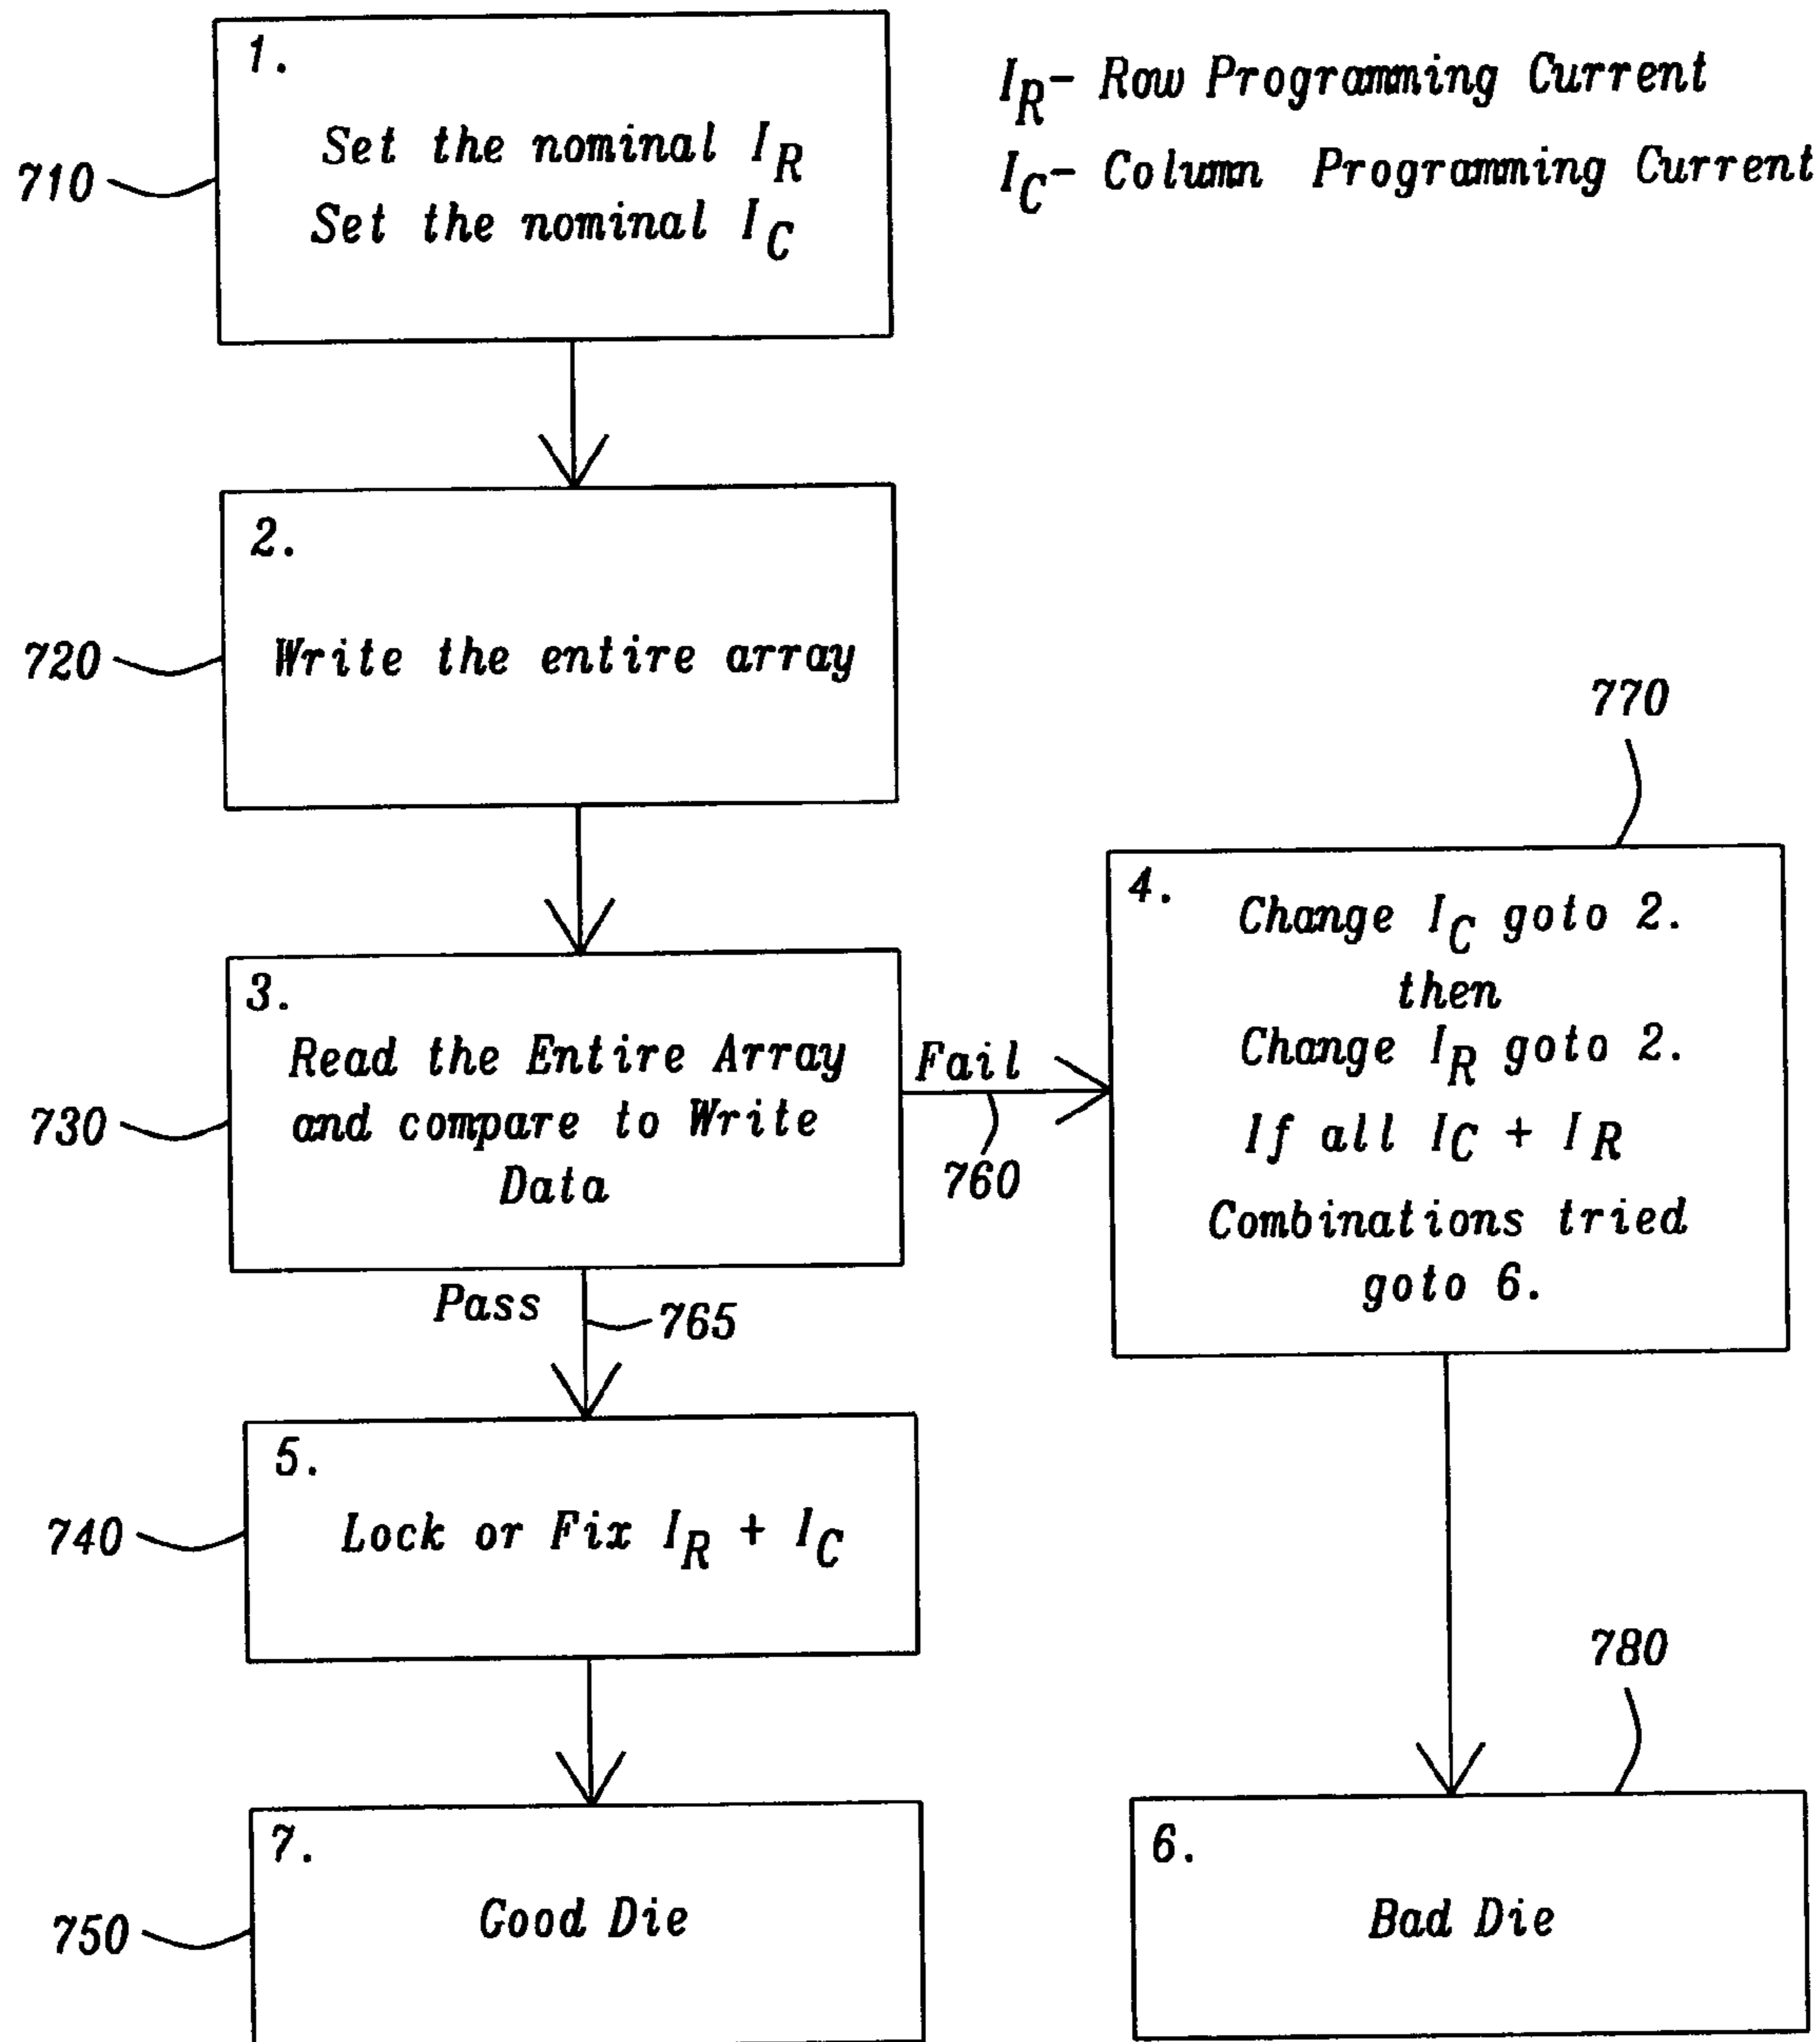 1.
Set the nominal IR
Set the nominal IC
710
IR- Row Programming Current
IC- Column Programming Current
2.
Write the entire array
720
3.
Read the Entire Array
and compare to Write
Data
730
Fail
760
770
4.
Change IC goto 2.
then
Change IR goto 2.
If all IC + IR
Combinations tried
goto 6.
Pass
765
5.
Lock or Fix IR + IC
740
7.
Good Die
750
780
6.
Bad Die